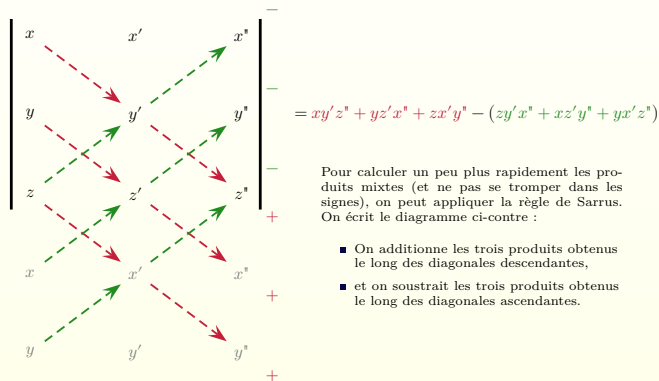 −
x x' x"
−
y y' y" = xy'z" + yz'x" + zx'y" − (zy'x" + xz'y" + yx'z")
−
z z' z"
+
x x' x"
+
y y' y"
+
Pour calculer un peu plus rapidement les pro-
duits mixtes (et ne pas se tromper dans les
signes), on peut appliquer la règle de Sarrus.
On écrit le diagramme ci-contre :
On additionne les trois produits obtenus
le long des diagonales descendantes,
et on soustrait les trois produits obtenus
le long des diagonales ascendantes.